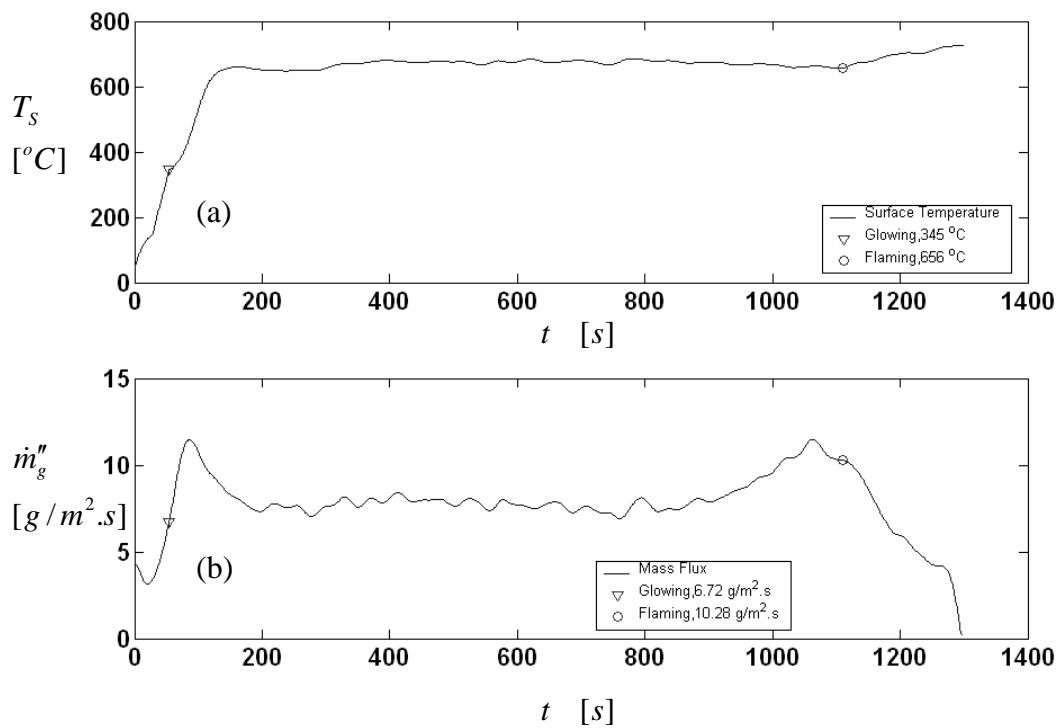 800
600
400
200
0
T_S
[°C]
(a)
Surface Temperature
Glowing,345 °C
Flaming,656 °C
0 200 400 600 800 1000 1200 1400
t [s]
15
10
5
0
ṁ″_g
[g/m².s]
(b)
Mass Flux
Glowing,6.72 g/m².s
Flaming,10.28 g/m².s
0 200 400 600 800 1000 1200 1400
t [s]